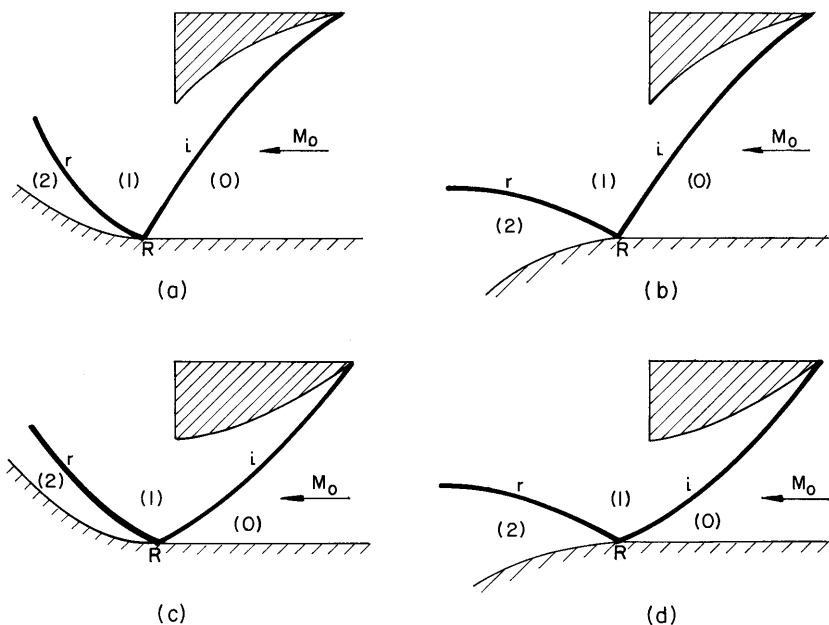 M₀
i
r
(1)
(0)
(2)
R
(a)
M₀
i
(1)
(0)
r
(2)
R
(b)
M₀
r
i
(2)
(1)
(0)
R
(c)
M₀
r
(1)
i
(2)
(0)
R
(d)